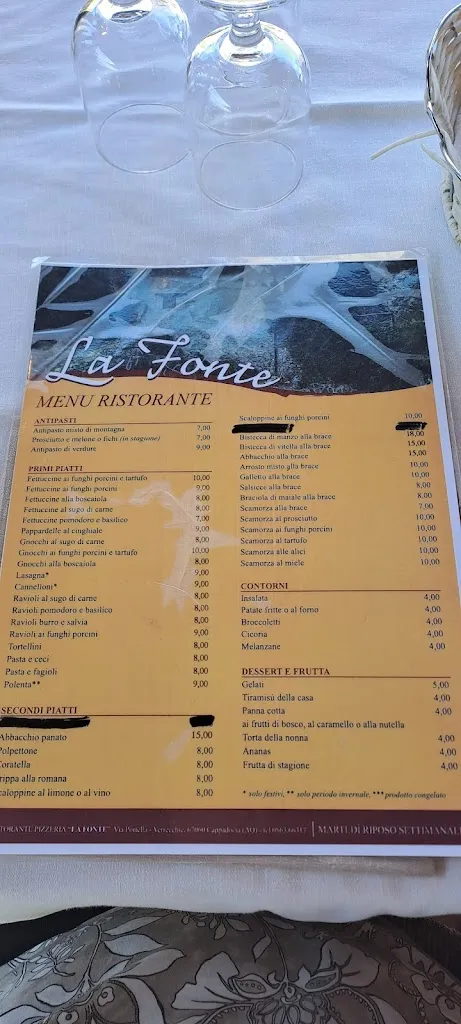 La Fonte
MENU RISTORANTE
ANTIPASTI
Antipasto misto di montagna 7,00
Prosciutto e melone o fichi (in stagione) 7,00
Antipasto di verdure 9,00
PRIMI PIATTI
Fettuccine ai funghi porcini e tartufo 10,00
Fettuccine ai funghi porcini 9,00
Fettuccine alla boscaiola 8,00
Fettuccine al sugo di carne 8,00
Fettuccine pomodoro e basilico 7,00
Pappardelle al cinghiale 9,00
Gnocchi al sugo di carne 8,00
Gnocchi ai funghi porcini e tartufo 10,00
Gnocchi alla boscaiola 8,00
Lasagna* 9,00
Cannelloni* 9,00
Ravioli al sugo di carne 8,00
Ravioli pomodoro e basilico 8,00
Ravioli burro e salvia 8,00
Ravioli ai funghi porcini 9,00
Tortellini 8,00
Pasta e ceci 8,00
Pasta e fagioli 8,00
Polenta** 9,00
SECONDI PIATTI
Abbacchio panato 15,00
Polpettone 8,00
Coratella 8,00
rippa alla romana 8,00
caloppine al limone o al vino 8,00
Scaloppine ai funghi porcini 10,00
Bistecca di manzo alla brace 18,00
Bistecca di vitella alla brace 15,00
Abbacchio alla brace 15,00
Arrosto misto alla brace 10,00
Galletto alla brace 10,00
Salsicce alla brace 8,00
Braciola di maiale alla brace 8,00
Scamorza alla brace 7,00
Scamorza al prosciutto 10,00
Scamorza ai funghi porcini 10,00
Scamorza al tartufo 10,00
Scamorza alle alici 10,00
Scamorza al miele 10,00
CONTORNI
Insalata 4,00
Patate fritte o al forno 4,00
Broccoletti 4,00
Cicoria 4,00
Melanzane 4,00
DESSERT E FRUTTA
Gelati 5,00
Tiramisù della casa 4,00
Panna cotta 4,00
ai frutti di bosco, al caramello o alla nutella
Torta della nonna 4,00
Ananas 4,00
Frutta di stagione 4,00
* solo festivi, ** solo periodo invernale, *** prodotto congelato
TORANTE PIZZERIA "LA FONTE" Via Pontella - Verrecchie, 67060 Cappadocia (AQ) - t. 0863.66317 | MARTEDÌ RIPOSO SETTIMANAL